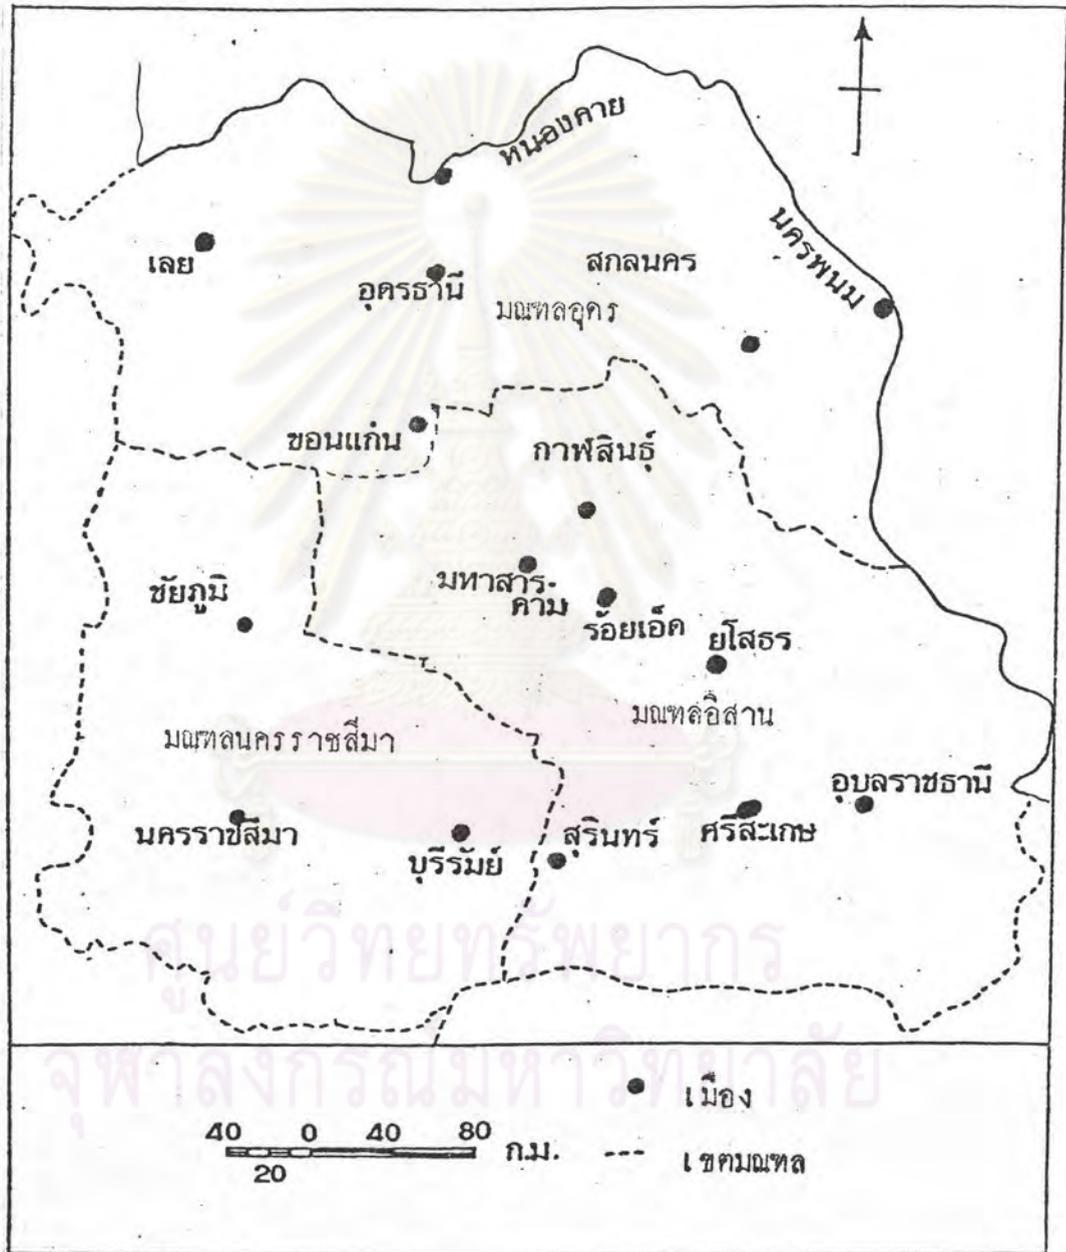 หนองคาย
นครพนม
เลย
สกลนคร
อุดรธานี
มณฑลอุดร
ขอนแก่น
กาฬสินธุ์
มหาสาร-
คาม
ชัยภูมิ
ร้อยเอ็ด
ยโสธร
มณฑลอิสาน
มณฑลนครราชสีมา
อุบลราชธานี
นครราชสีมา
บุรีรัมย์
สุรินทร์
ศรีสะเกษ
ศูนย์วิทยทรัพยากร
จุฬาลงกรณ์มหาวิทยาลัย
เมือง
40 0 40 80 ก.ม.
20
เขตมณฑล